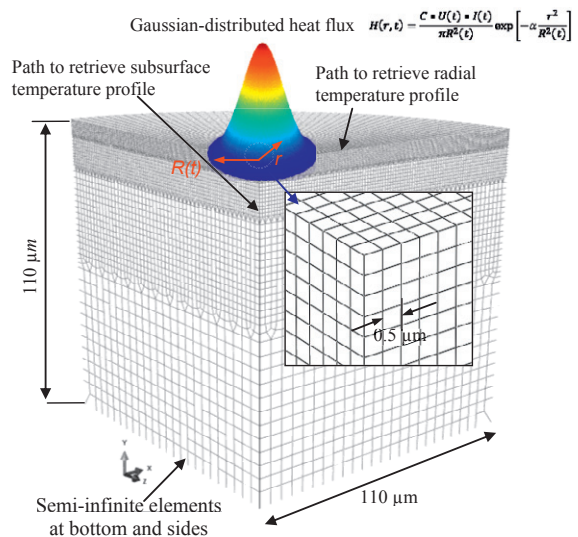 Gaussian-distributed heat flux
H(r, t) = C • U(t) • I(t) / πR²(t) exp [−α r² / R²(t)]
Path to retrieve subsurface
temperature profile
Path to retrieve radial
temperature profile
R(t)
r
110 μm
0.5 μm
Y
X
Semi-infinite elements
at bottom and sides
110 μm